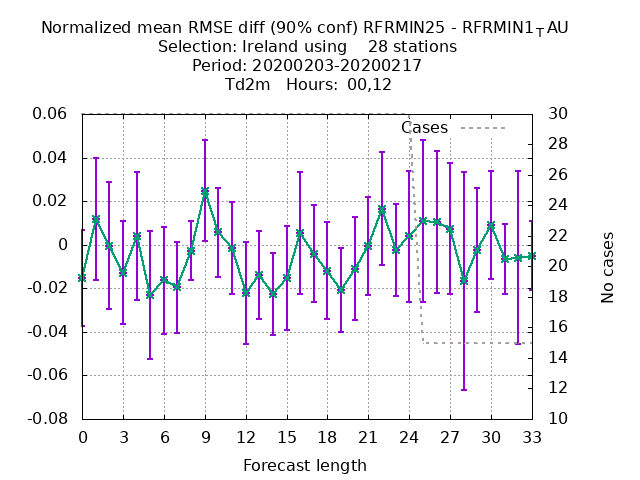 Normalized mean RMSE diff (90% conf) RFRMIN25 - RFRMIN1_TAU
Selection: Ireland using    28 stations
Period: 20200203-20200217
Td2m   Hours:  00,12
Cases
0.06
0.04
0.02
0
-0.02
-0.04
-0.06
-0.08
30
28
26
24
22
20
18
16
14
12
10
No cases
0 3 6 9 12 15 18 21 24 27 30 33
Forecast length